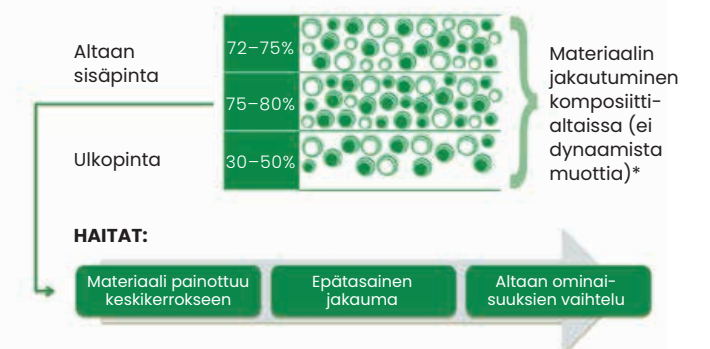 Altaan
sisäpinta
72–75%
75–80%
Ulkopinta
30–50%
Materiaalin
jakautuminen
komposiitti-
altaissa (ei
dynaamista
muottia)*
HAITAT:
Materiaali painottuu
keskikerrokseen
Epätasainen
jakauma
Altaan ominai-
suuksien vaihtelu